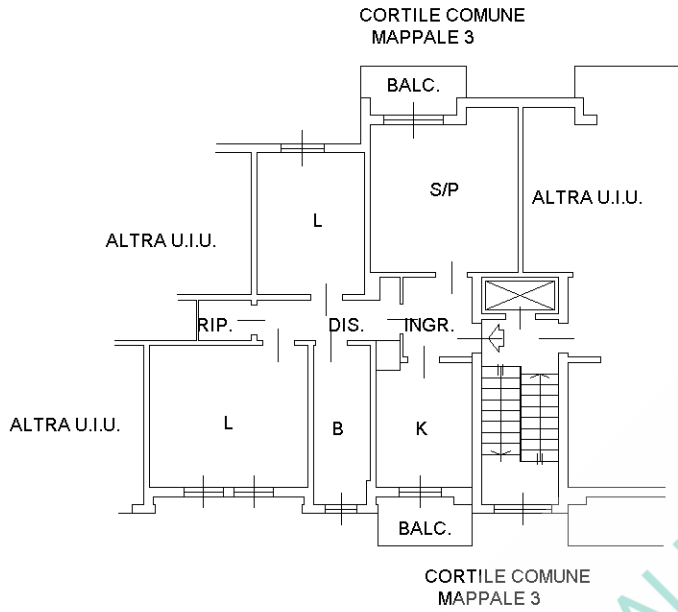 CORTILE COMUNE
MAPPALE 3
BALC.
S/P
ALTRA U.I.U.
L
ALTRA U.I.U.
RIP.
DIS.
INGR.
ALTRA U.I.U.
L
B
K
BALC.
CORTILE COMUNE
MAPPALE 3